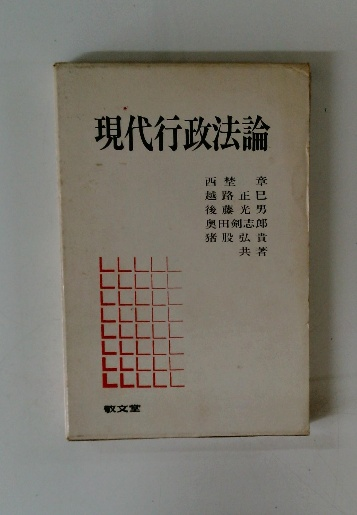 現代行政法論
西埜 章
越路正巳
後藤光男
奥田剣志郎
猪股弘貴
共著
敬文堂